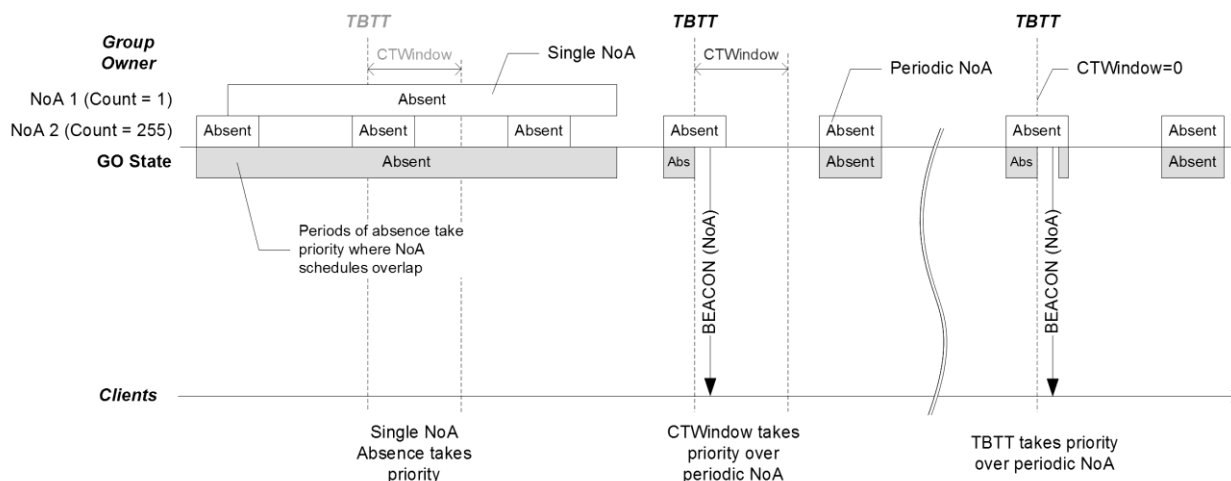 TBTT
TBTT
TBTT
Group
Owner
CTWindow
Single NoA
CTWindow
Periodic NoA
CTWindow=0
NoA 1 (Count = 1)
Absent
NoA 2 (Count = 255)
Absent
Absent
Absent
Absent
Absent
Absent
Absent
GO State
Absent
Abs
Absent
Abs
Absent
Periods of absence take
priority where NoA
schedules overlap
BEACON (NoA)
BEACON (NoA)
Clients
Single NoA
Absence takes
priority
CTWindow takes
priority over
periodic NoA
TBTT takes priority
over periodic NoA